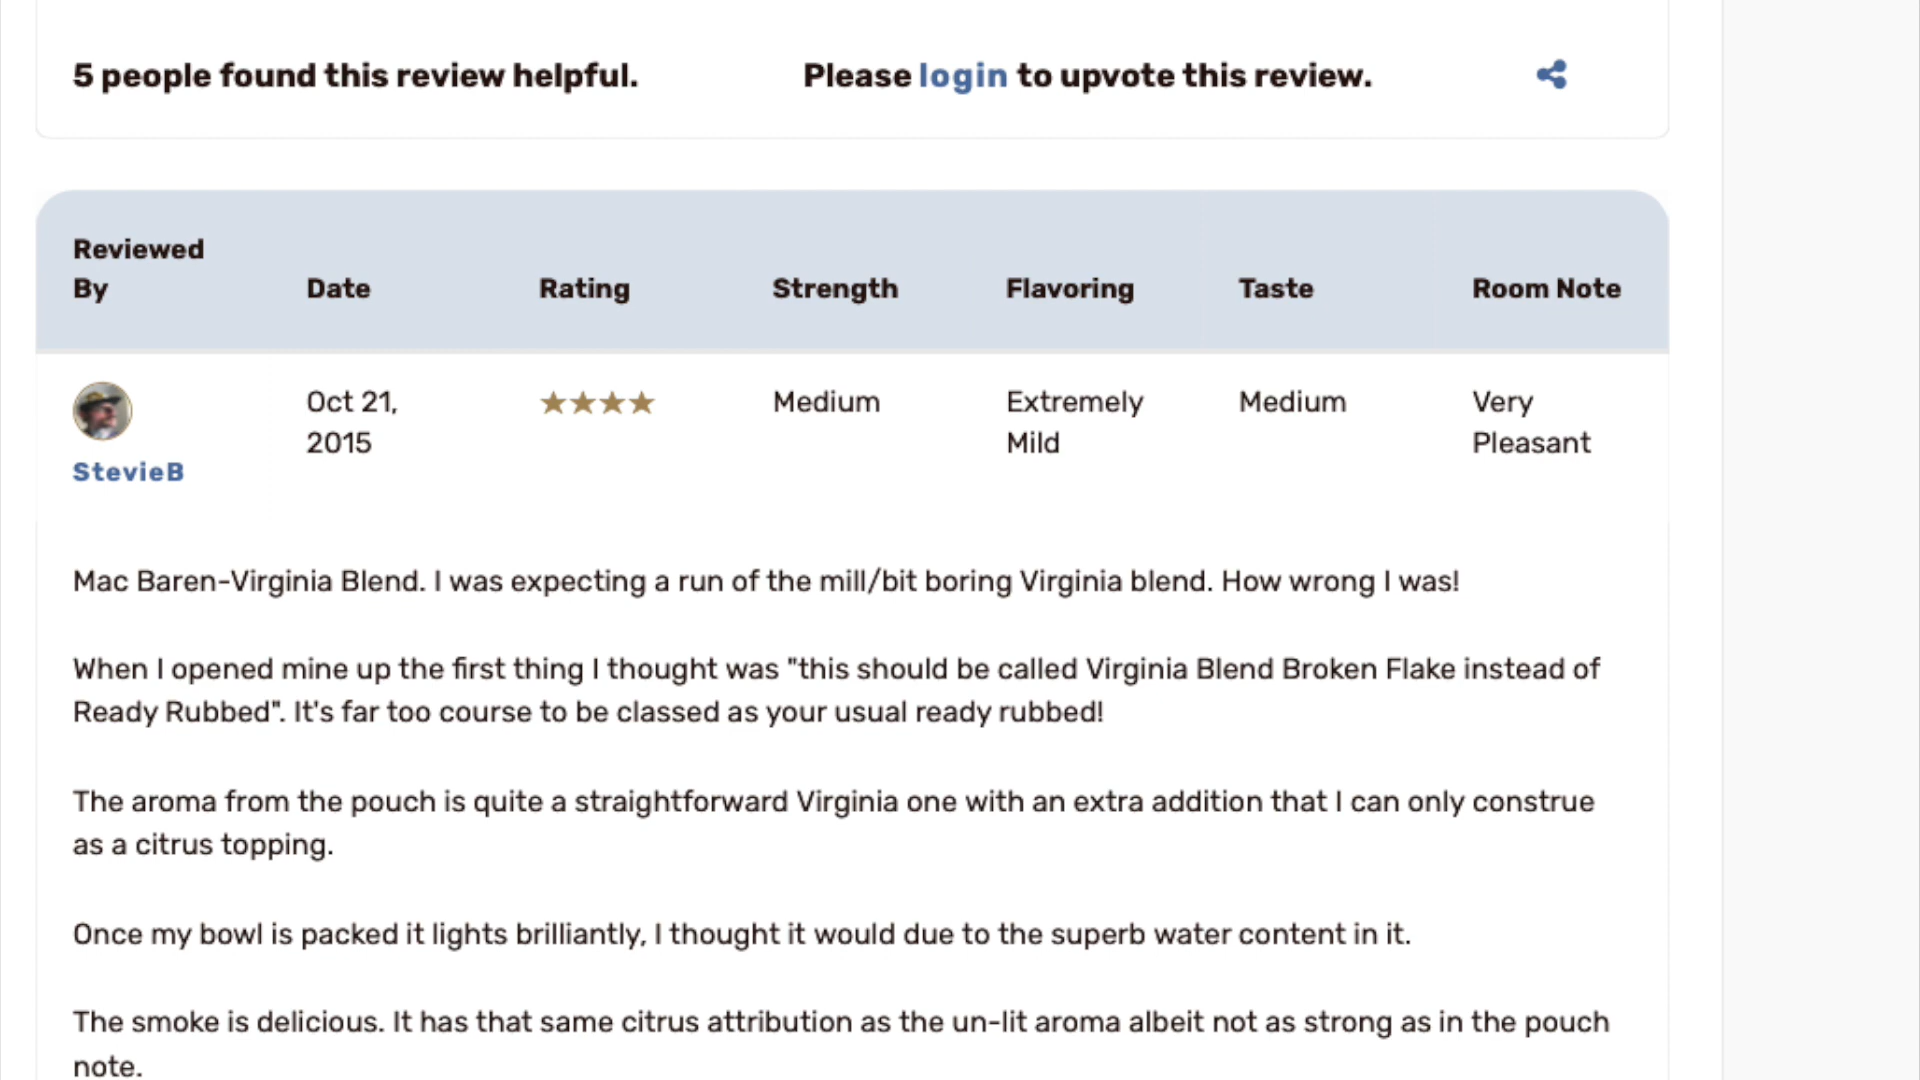 5 people found this review helpful. Please login to upvote this review.
Reviewed By Date Rating Strength Flavoring Taste Room Note
StevieB Oct 21, 2015 Medium Extremely Mild Medium Very Pleasant
Mac Baren-Virginia Blend. I was expecting a run of the mill/bit boring Virginia blend. How wrong I was!
When I opened mine up the first thing I thought was "this should be called Virginia Blend Broken Flake instead of
Ready Rubbed". It's far too course to be classed as your usual ready rubbed!
The aroma from the pouch is quite a straightforward Virginia one with an extra addition that I can only construe
as a citrus topping.
Once my bowl is packed it lights brilliantly, I thought it would due to the superb water content in it.
The smoke is delicious. It has that same citrus attribution as the un-lit aroma albeit not as strong as in the pouch
note.